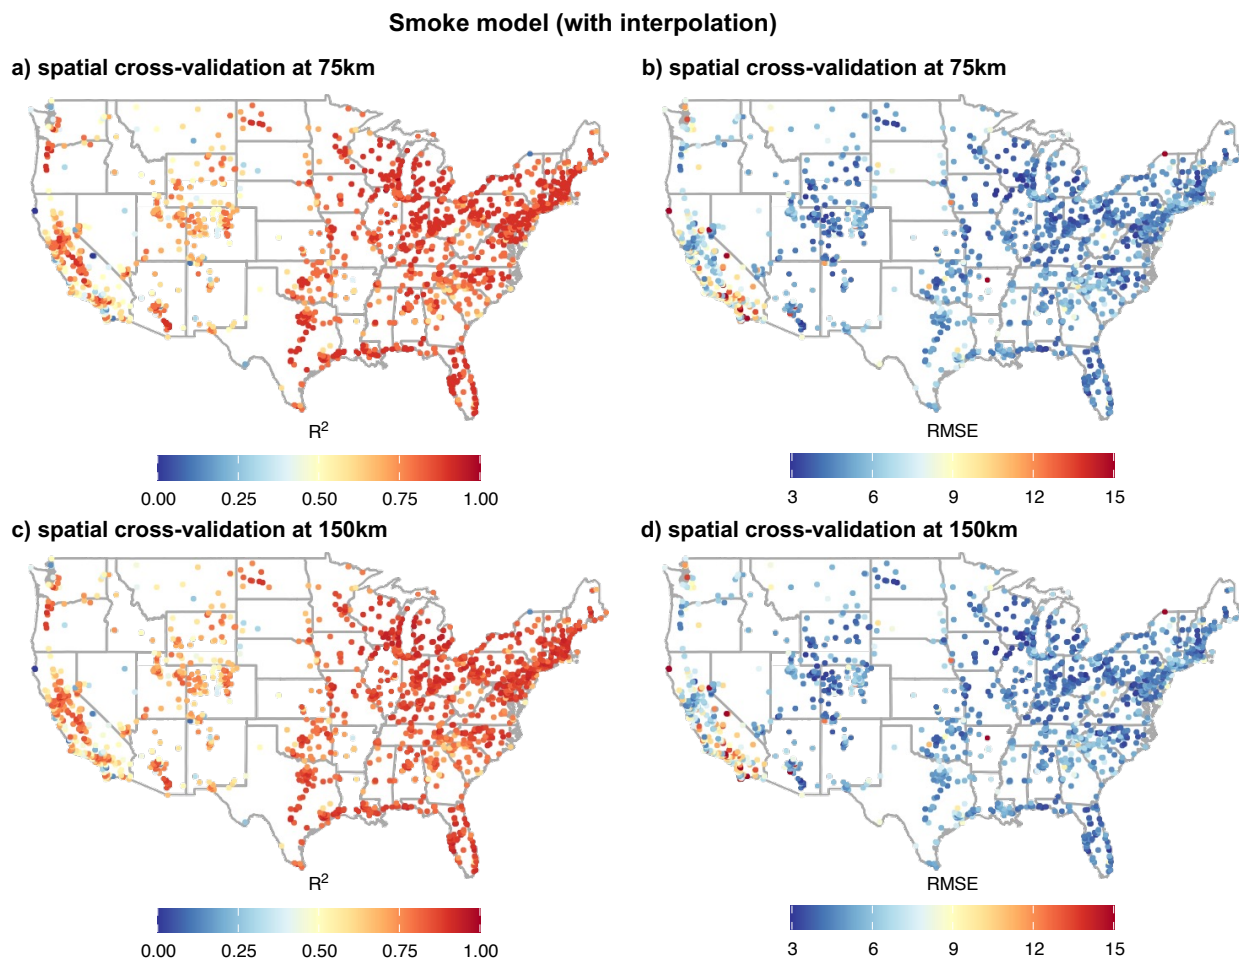 Smoke model (with interpolation)
a) spatial cross-validation at 75km
b) spatial cross-validation at 75km
R²
RMSE
0.00 0.25 0.50 0.75 1.00
3 6 9 12 15
c) spatial cross-validation at 150km
d) spatial cross-validation at 150km
R²
RMSE
0.00 0.25 0.50 0.75 1.00
3 6 9 12 15